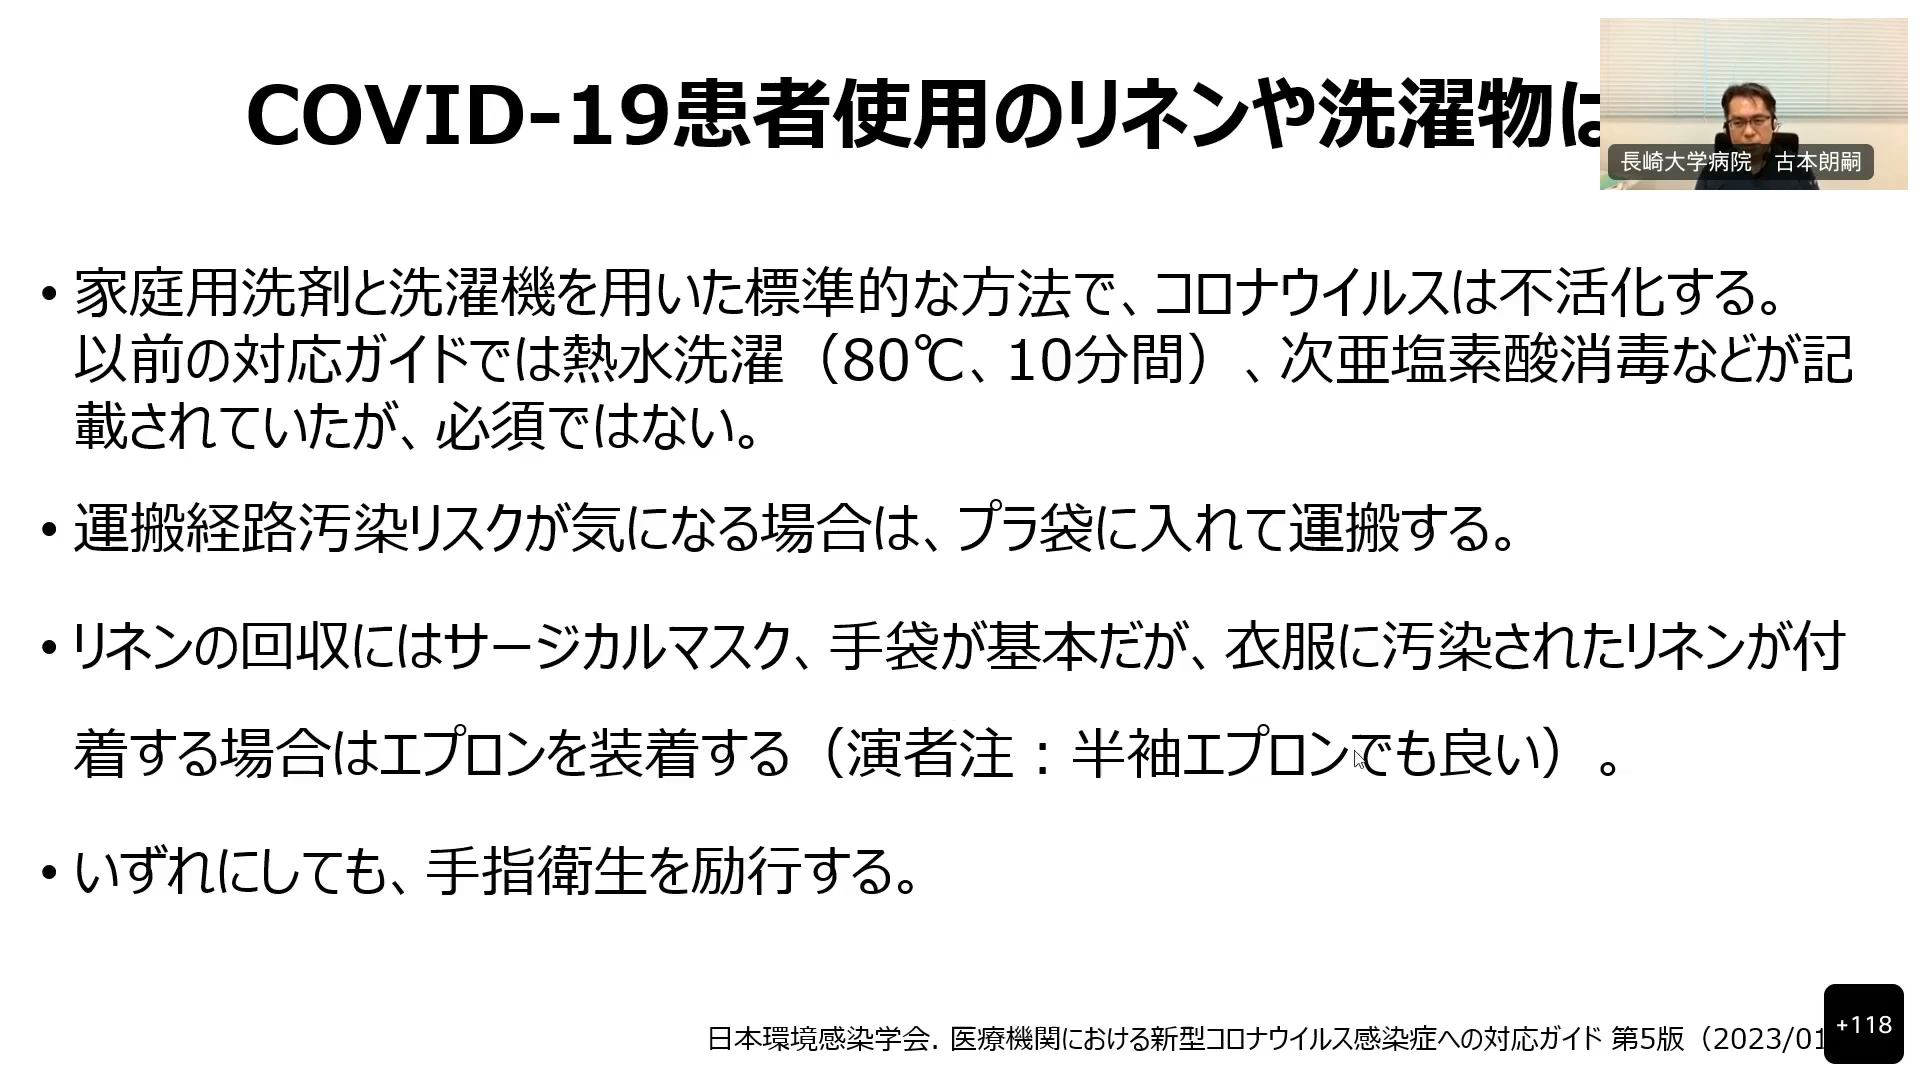 COVID-19患者使用のリネンや洗濯物は
長崎大学病院　古本朗嗣
• 家庭用洗剤と洗濯機を用いた標準的な方法で、コロナウイルスは不活化する。
以前の対応ガイドでは熱水洗濯（80℃、10分間）、次亜塩素酸消毒などが記
載されていたが、必須ではない。
• 運搬経路汚染リスクが気になる場合は、プラ袋に入れて運搬する。
• リネンの回収にはサージカルマスク、手袋が基本だが、衣服に汚染されたリネンが付
着する場合はエプロンを装着する（演者注：半袖エプロンでも良い）。
• いずれにしても、手指衛生を励行する。
日本環境感染学会. 医療機関における新型コロナウイルス感染症への対応ガイド 第5版（2023/01
+118